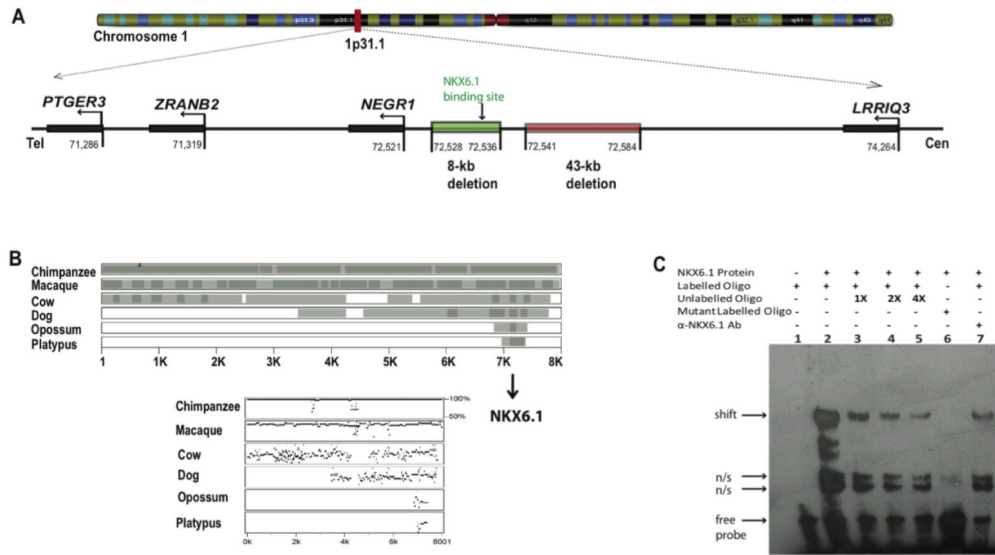 A
p31.3
p31.1
q12
q41
q43
q44
Chromosome 1
1p31.1
NKX6.1
binding site
PTGER3
ZRANB2
NEGR1
LRRIQ3
Tel
71,286
71,319
72,521
72,528
72,536
72,541
72,584
74,264
Cen
8-kb
deletion
43-kb
deletion
B
Chimpanzee
Macaque
Cow
Dog
Opossum
Platypus
1 1K 2K 3K 4K 5K 6K 7K 8K
NKX6.1
Chimpanzee
100%
50%
Macaque
Cow
Dog
Opossum
Platypus
0k 2k 4k 6k 8001
C
NKX6.1 Protein - + + + + + +
Labelled Oligo + + + + + - +
Unlabelled Oligo - - 1X 2X 4X - -
Mutant Labelled Oligo - - - - - + -
α-NKX6.1 Ab - - - - - - +
1 2 3 4 5 6 7
shift
n/s
n/s
free
probe